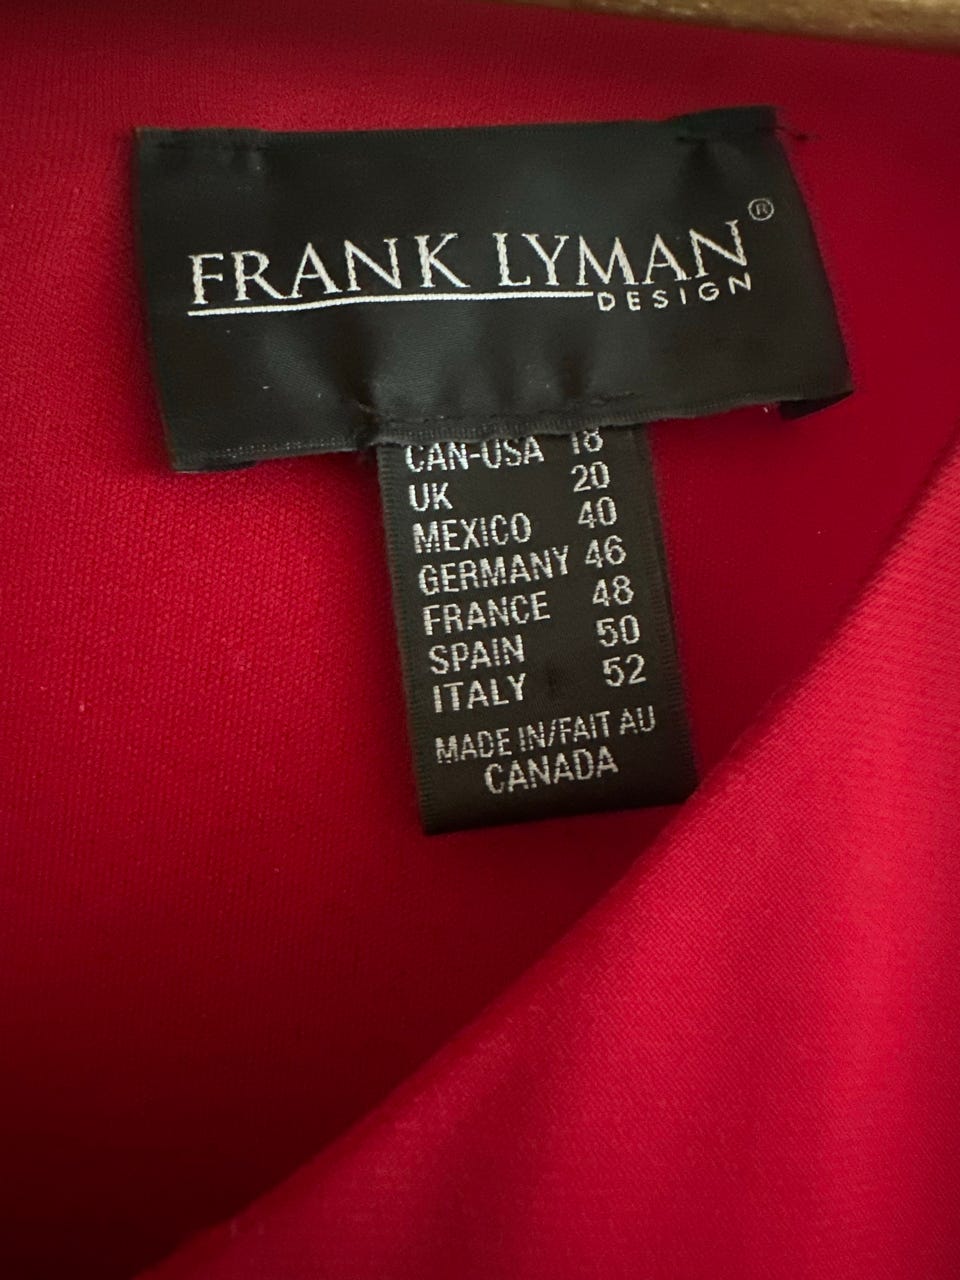 FRANK LYMAN®
DESIGN
CAN-USA 18
UK 20
MEXICO 40
GERMANY 46
FRANCE 48
SPAIN 50
ITALY 52
MADE IN/FAIT AU
CANADA